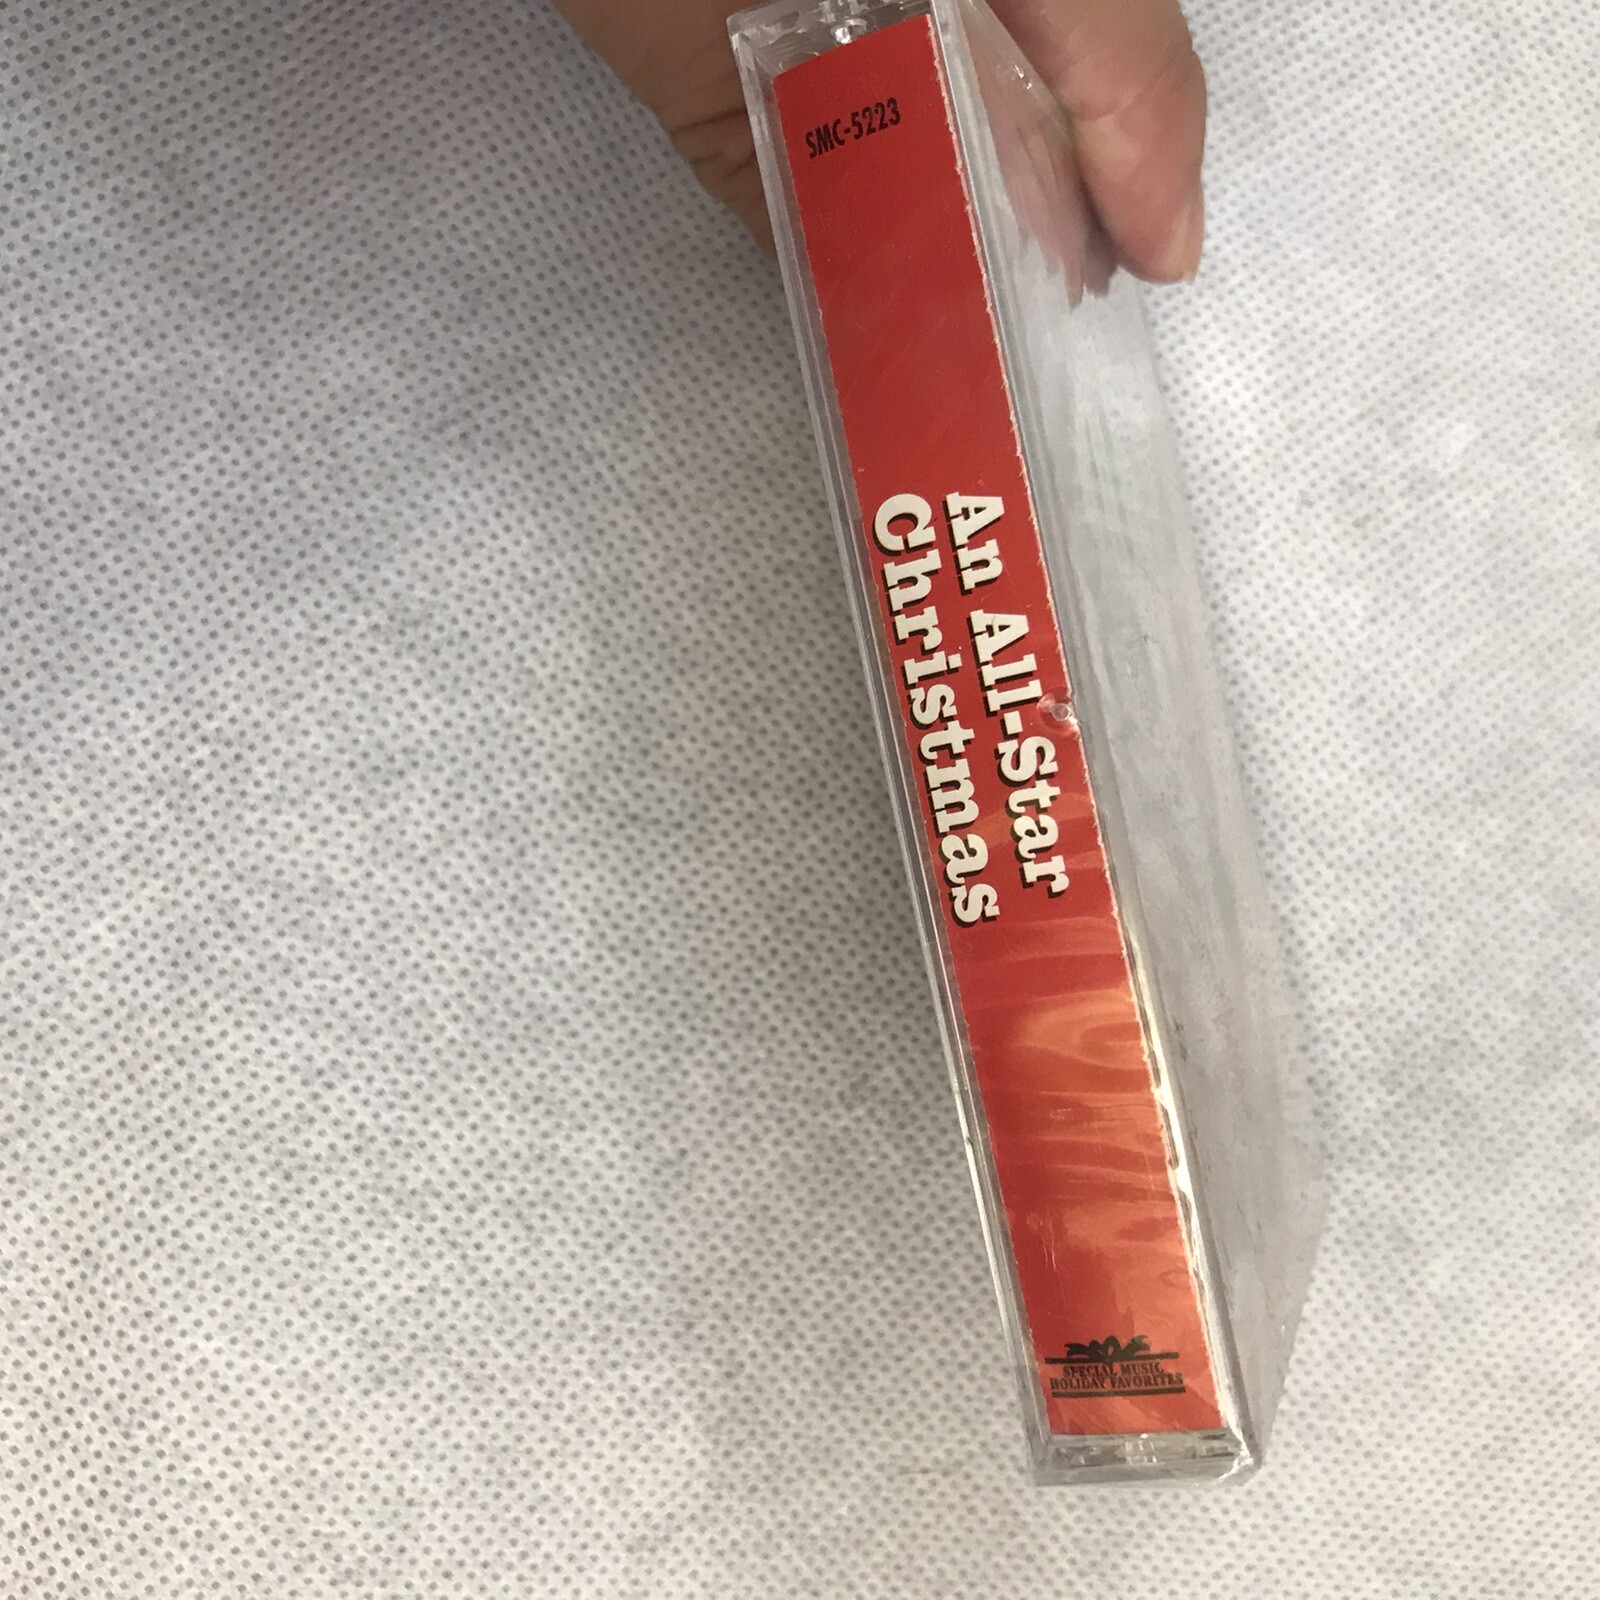 SMC-5223
An All-Star
Christmas
SPECIAL MUSIC
HOLIDAY FAVORITES